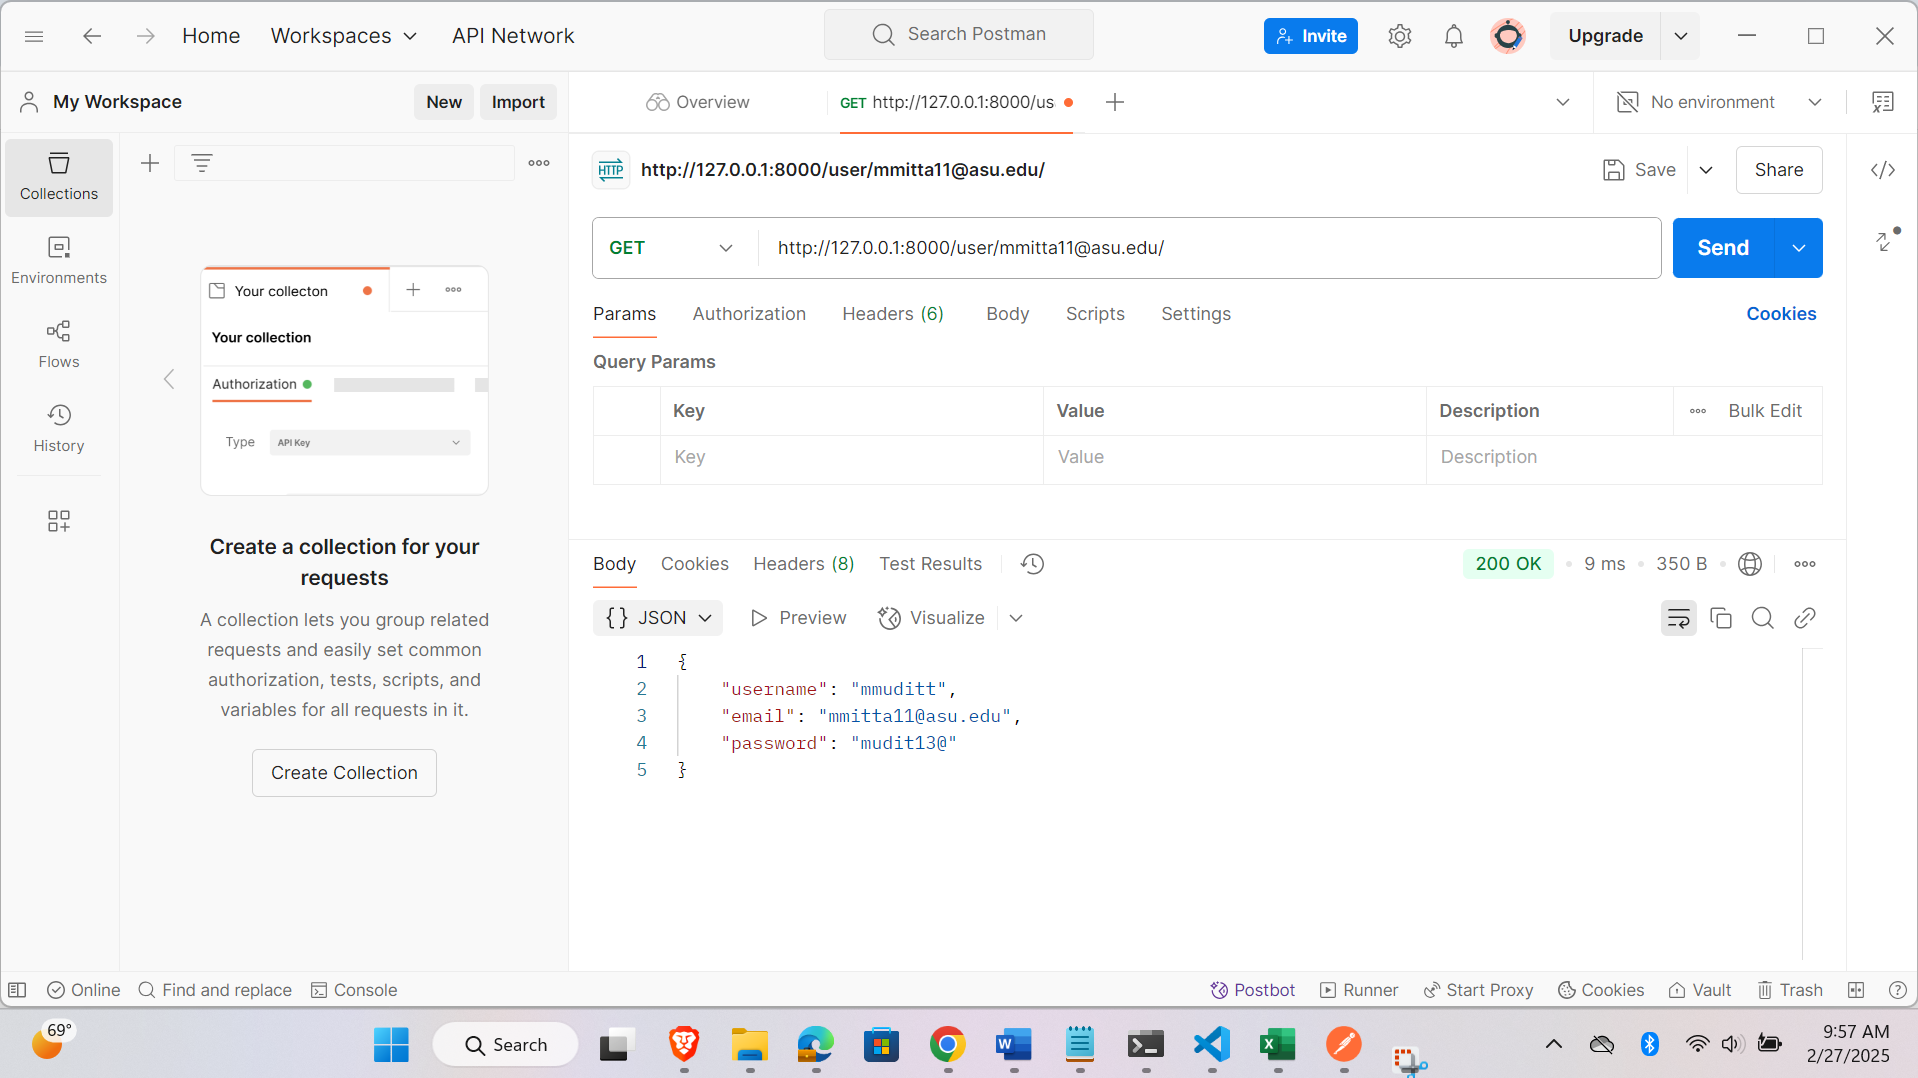 Home Workspaces API Network Search Postman Invite Upgrade
My Workspace New Import Overview GET http://127.0.0.1:8000/us No environment
Collections
Environments
Flows
History
Your collecton
Your collection
Authorization
Type API Key
Create a collection for your
requests
A collection lets you group related
requests and easily set common
authorization, tests, scripts, and
variables for all requests in it.
Create Collection
HTTP http://127.0.0.1:8000/user/mmitta11@asu.edu/ Save Share
GET http://127.0.0.1:8000/user/mmitta11@asu.edu/ Send
Params Authorization Headers (6) Body Scripts Settings Cookies
Query Params
Key Value Description Bulk Edit
Key Value Description
Body Cookies Headers (8) Test Results 200 OK 9 ms 350 B
{} JSON Preview Visualize
1 {
2 "username": "mmuditt",
3 "email": "mmitta11@asu.edu",
4 "password": "mudit13@"
5 }
Online Find and replace Console Postbot Runner Start Proxy Cookies Vault Trash
69° Search 9:57 AM
2/27/2025